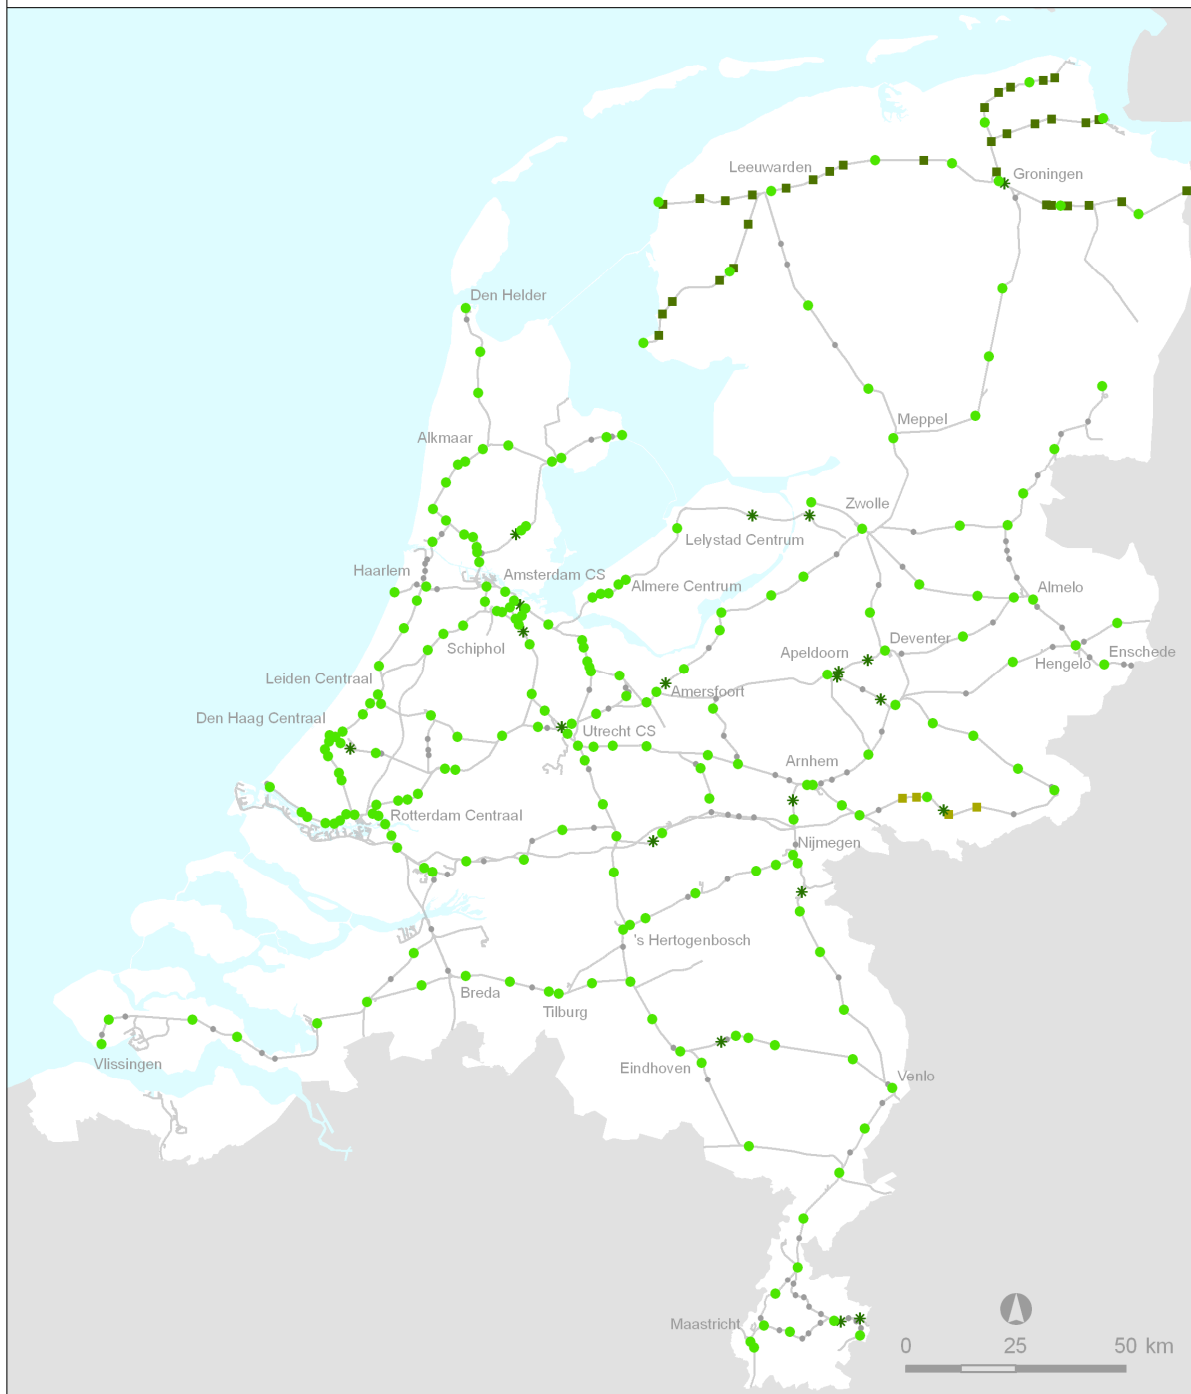 Leeuwarden
Groningen
Den Helder
Alkmaar
Meppel
Zwolle
Lelystad Centrum
Haarlem
Amsterdam CS
Almere Centrum
Almelo
Schiphol
Deventer
Apeldoorn
Hengelo
Enschede
Leiden Centraal
Amersfoort
Den Haag Centraal
Utrecht CS
Arnhem
Rotterdam Centraal
Nijmegen
's Hertogenbosch
Breda
Tilburg
Vlissingen
Eindhoven
Venlo
Maastricht
0 25 50 km